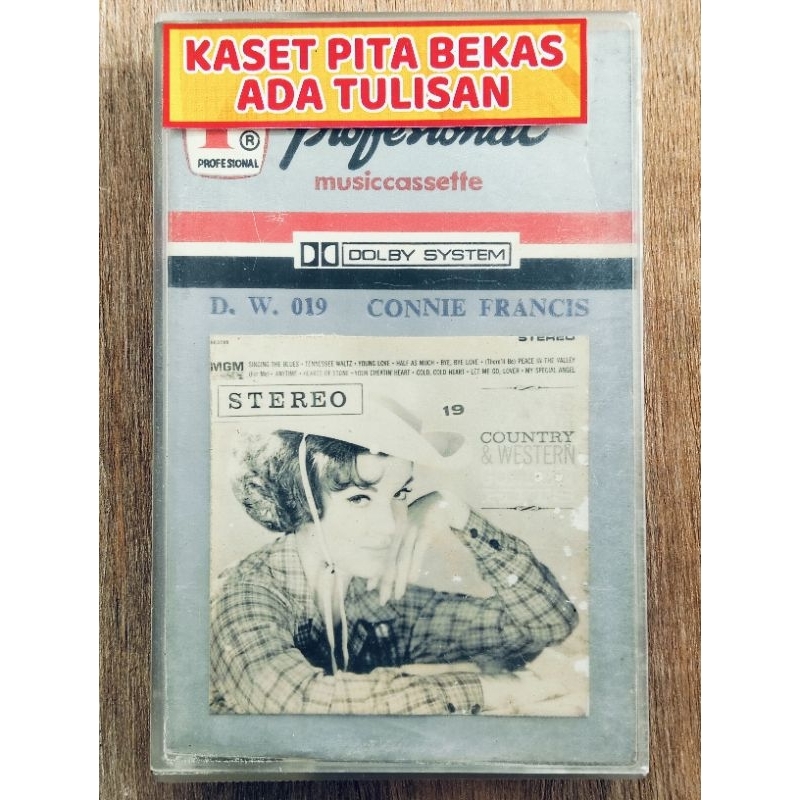 KASET PITA BEKAS
ADA TULISAN
Profesional
PROFESIONAL
®
musiccassette
DOLBY SYSTEM
D. W. 019 CONNIE FRANCIS
STEREO
MGM
SINGING THE BLUES • TENNESSEE WALTZ • YOUNG LOVE • HALF AS MUCH • BYE, BYE LOVE • (There'll Be) PEACE IN THE VALLEY
(For Me) • ANYTIME • HEARTS OF STONE • YOUR CHEATIN' HEART • COLD, COLD HEART • LET ME GO, LOVER • MY SPECIAL ANGEL
STEREO
19
COUNTRY
& WESTERN